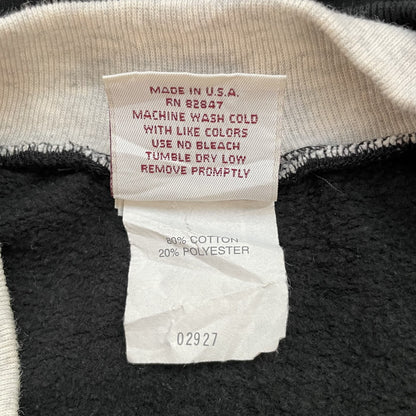 MADE IN U.S.A.
RN 82847
MACHINE WASH COLD
WITH LIKE COLORS
USE NO BLEACH
TUMBLE DRY LOW
REMOVE PROMPTLY
80% COTTON
20% POLYESTER
02927